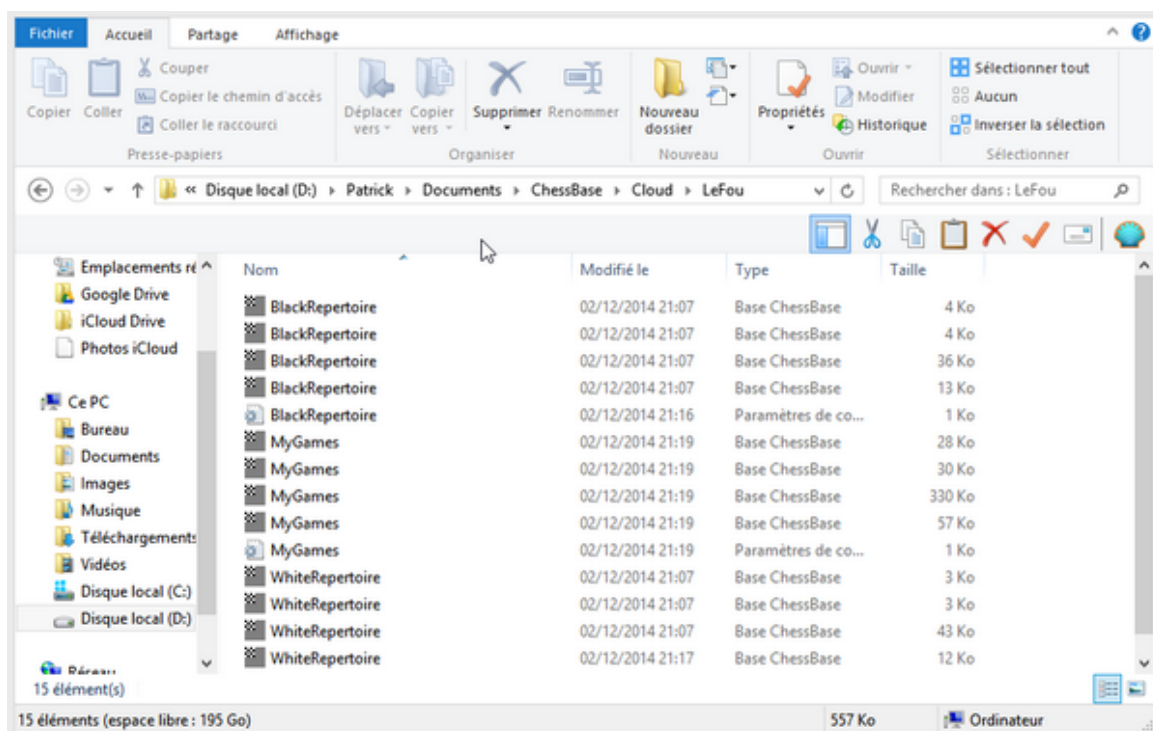 Fichier Accueil Partage Affichage
Couper
Copier le chemin d'accès
Coller le raccourci
Copier Coller
Presse-papiers
Déplacer vers Copier vers Supprimer Renommer
Organiser
Nouveau dossier
Nouveau
Propriétés
Ouvrir
Modifier
Historique
Ouvrir
Sélectionner tout
Aucun
Inverser la sélection
Sélectionner
« Disque local (D:) Patrick Documents ChessBase Cloud LeFou
Rechercher dans : LeFou
Emplacements ré
Google Drive
iCloud Drive
Photos iCloud
Ce PC
Bureau
Documents
Images
Musique
Téléchargements
Vidéos
Disque local (C:)
Disque local (D:)
Réseau
Nom Modifié le Type Taille
BlackRepertoire 02/12/2014 21:07 Base ChessBase 4 Ko
BlackRepertoire 02/12/2014 21:07 Base ChessBase 4 Ko
BlackRepertoire 02/12/2014 21:07 Base ChessBase 36 Ko
BlackRepertoire 02/12/2014 21:07 Base ChessBase 13 Ko
BlackRepertoire 02/12/2014 21:16 Paramètres de co... 1 Ko
MyGames 02/12/2014 21:19 Base ChessBase 28 Ko
MyGames 02/12/2014 21:19 Base ChessBase 30 Ko
MyGames 02/12/2014 21:19 Base ChessBase 330 Ko
MyGames 02/12/2014 21:19 Base ChessBase 57 Ko
MyGames 02/12/2014 21:19 Paramètres de co... 1 Ko
WhiteRepertoire 02/12/2014 21:07 Base ChessBase 3 Ko
WhiteRepertoire 02/12/2014 21:07 Base ChessBase 3 Ko
WhiteRepertoire 02/12/2014 21:07 Base ChessBase 43 Ko
WhiteRepertoire 02/12/2014 21:17 Base ChessBase 12 Ko
15 élément(s)
15 éléments (espace libre : 195 Go) 557 Ko Ordinateur